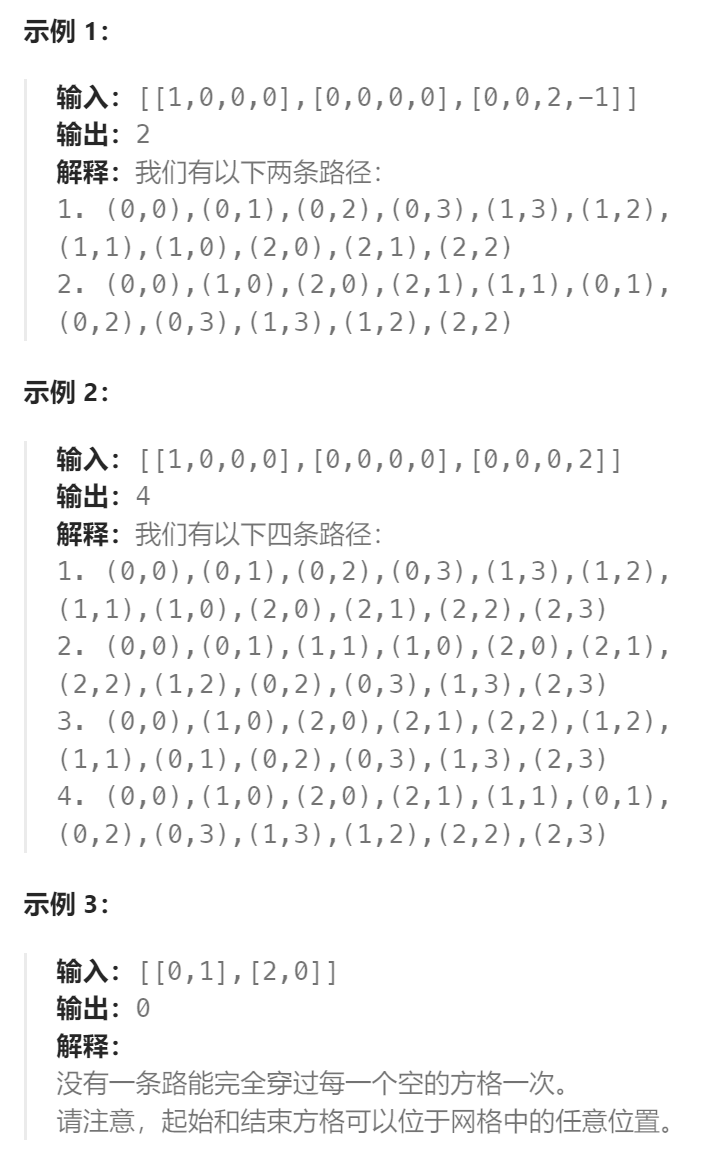 示例 1：
输入：[[1,0,0,0],[0,0,0,0],[0,0,2,-1]]
输出：2
解释：我们有以下两条路径：
1. (0,0),(0,1),(0,2),(0,3),(1,3),(1,2),
(1,1),(1,0),(2,0),(2,1),(2,2)
2. (0,0),(1,0),(2,0),(2,1),(1,1),(0,1),
(0,2),(0,3),(1,3),(1,2),(2,2)
示例 2：
输入：[[1,0,0,0],[0,0,0,0],[0,0,0,2]]
输出：4
解释：我们有以下四条路径：
1. (0,0),(0,1),(0,2),(0,3),(1,3),(1,2),
(1,1),(1,0),(2,0),(2,1),(2,2),(2,3)
2. (0,0),(0,1),(1,1),(1,0),(2,0),(2,1),
(2,2),(1,2),(0,2),(0,3),(1,3),(2,3)
3. (0,0),(1,0),(2,0),(2,1),(2,2),(1,2),
(1,1),(0,1),(0,2),(0,3),(1,3),(2,3)
4. (0,0),(1,0),(2,0),(2,1),(1,1),(0,1),
(0,2),(0,3),(1,3),(1,2),(2,2),(2,3)
示例 3：
输入：[[0,1],[2,0]]
输出：0
解释：
没有一条路能完全穿过每一个空的方格一次。
请注意，起始和结束方格可以位于网格中的任意位置。